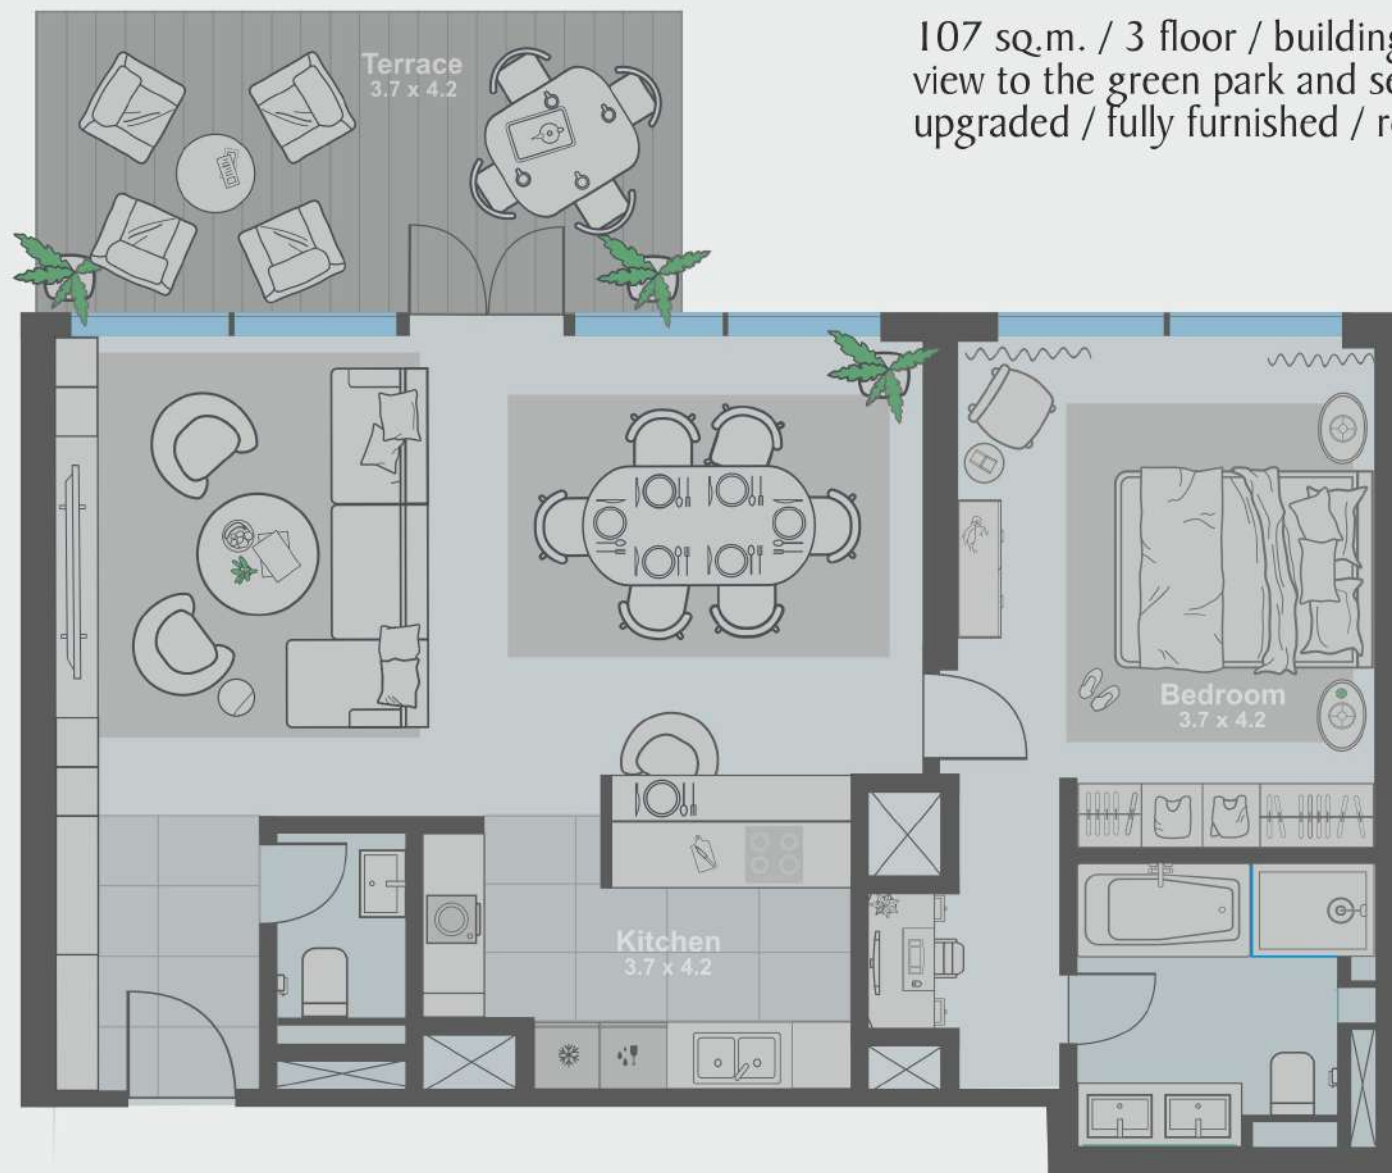 107 sq.m. / 3 floor / building
view to the green park and
upgraded / fully furnished /
Terrace
3.7 x 4.2
Bedroom
3.7 x 4.2
Kitchen
3.7 x 4.2